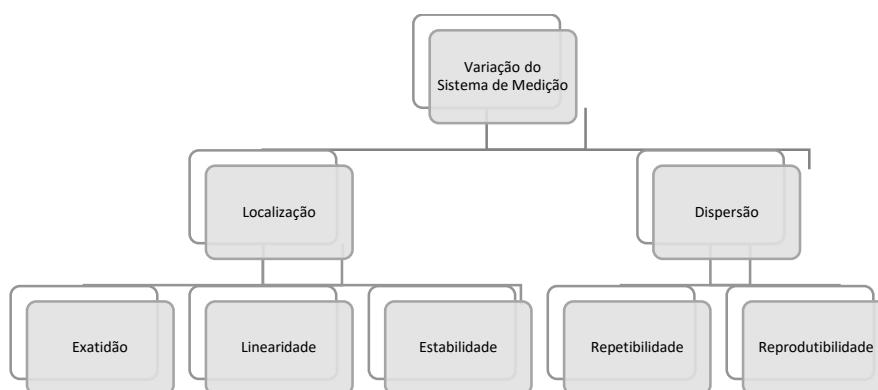 Variação do
Sistema de Medição
Localização
Dispersão
Exatidão
Linearidade
Estabilidade
Repetibilidade
Reprodutibilidade